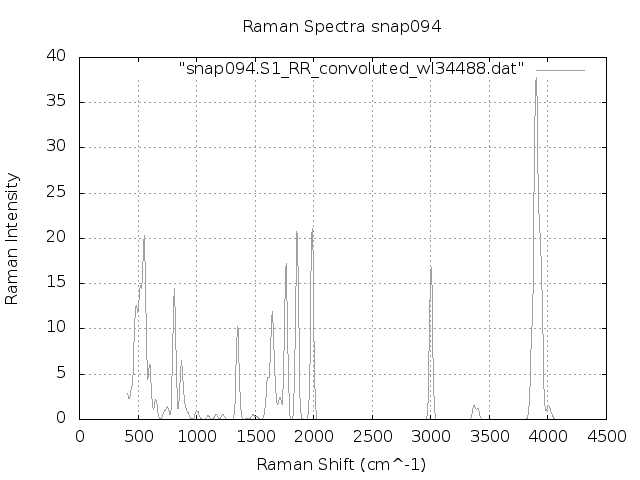 Raman Spectra snap094
"snap094.S1_RR_convoluted_wl34488.dat"
Raman Intensity
40
35
30
25
20
15
10
5
0
0 500 1000 1500 2000 2500 3000 3500 4000 4500
Raman Shift (cm^-1)